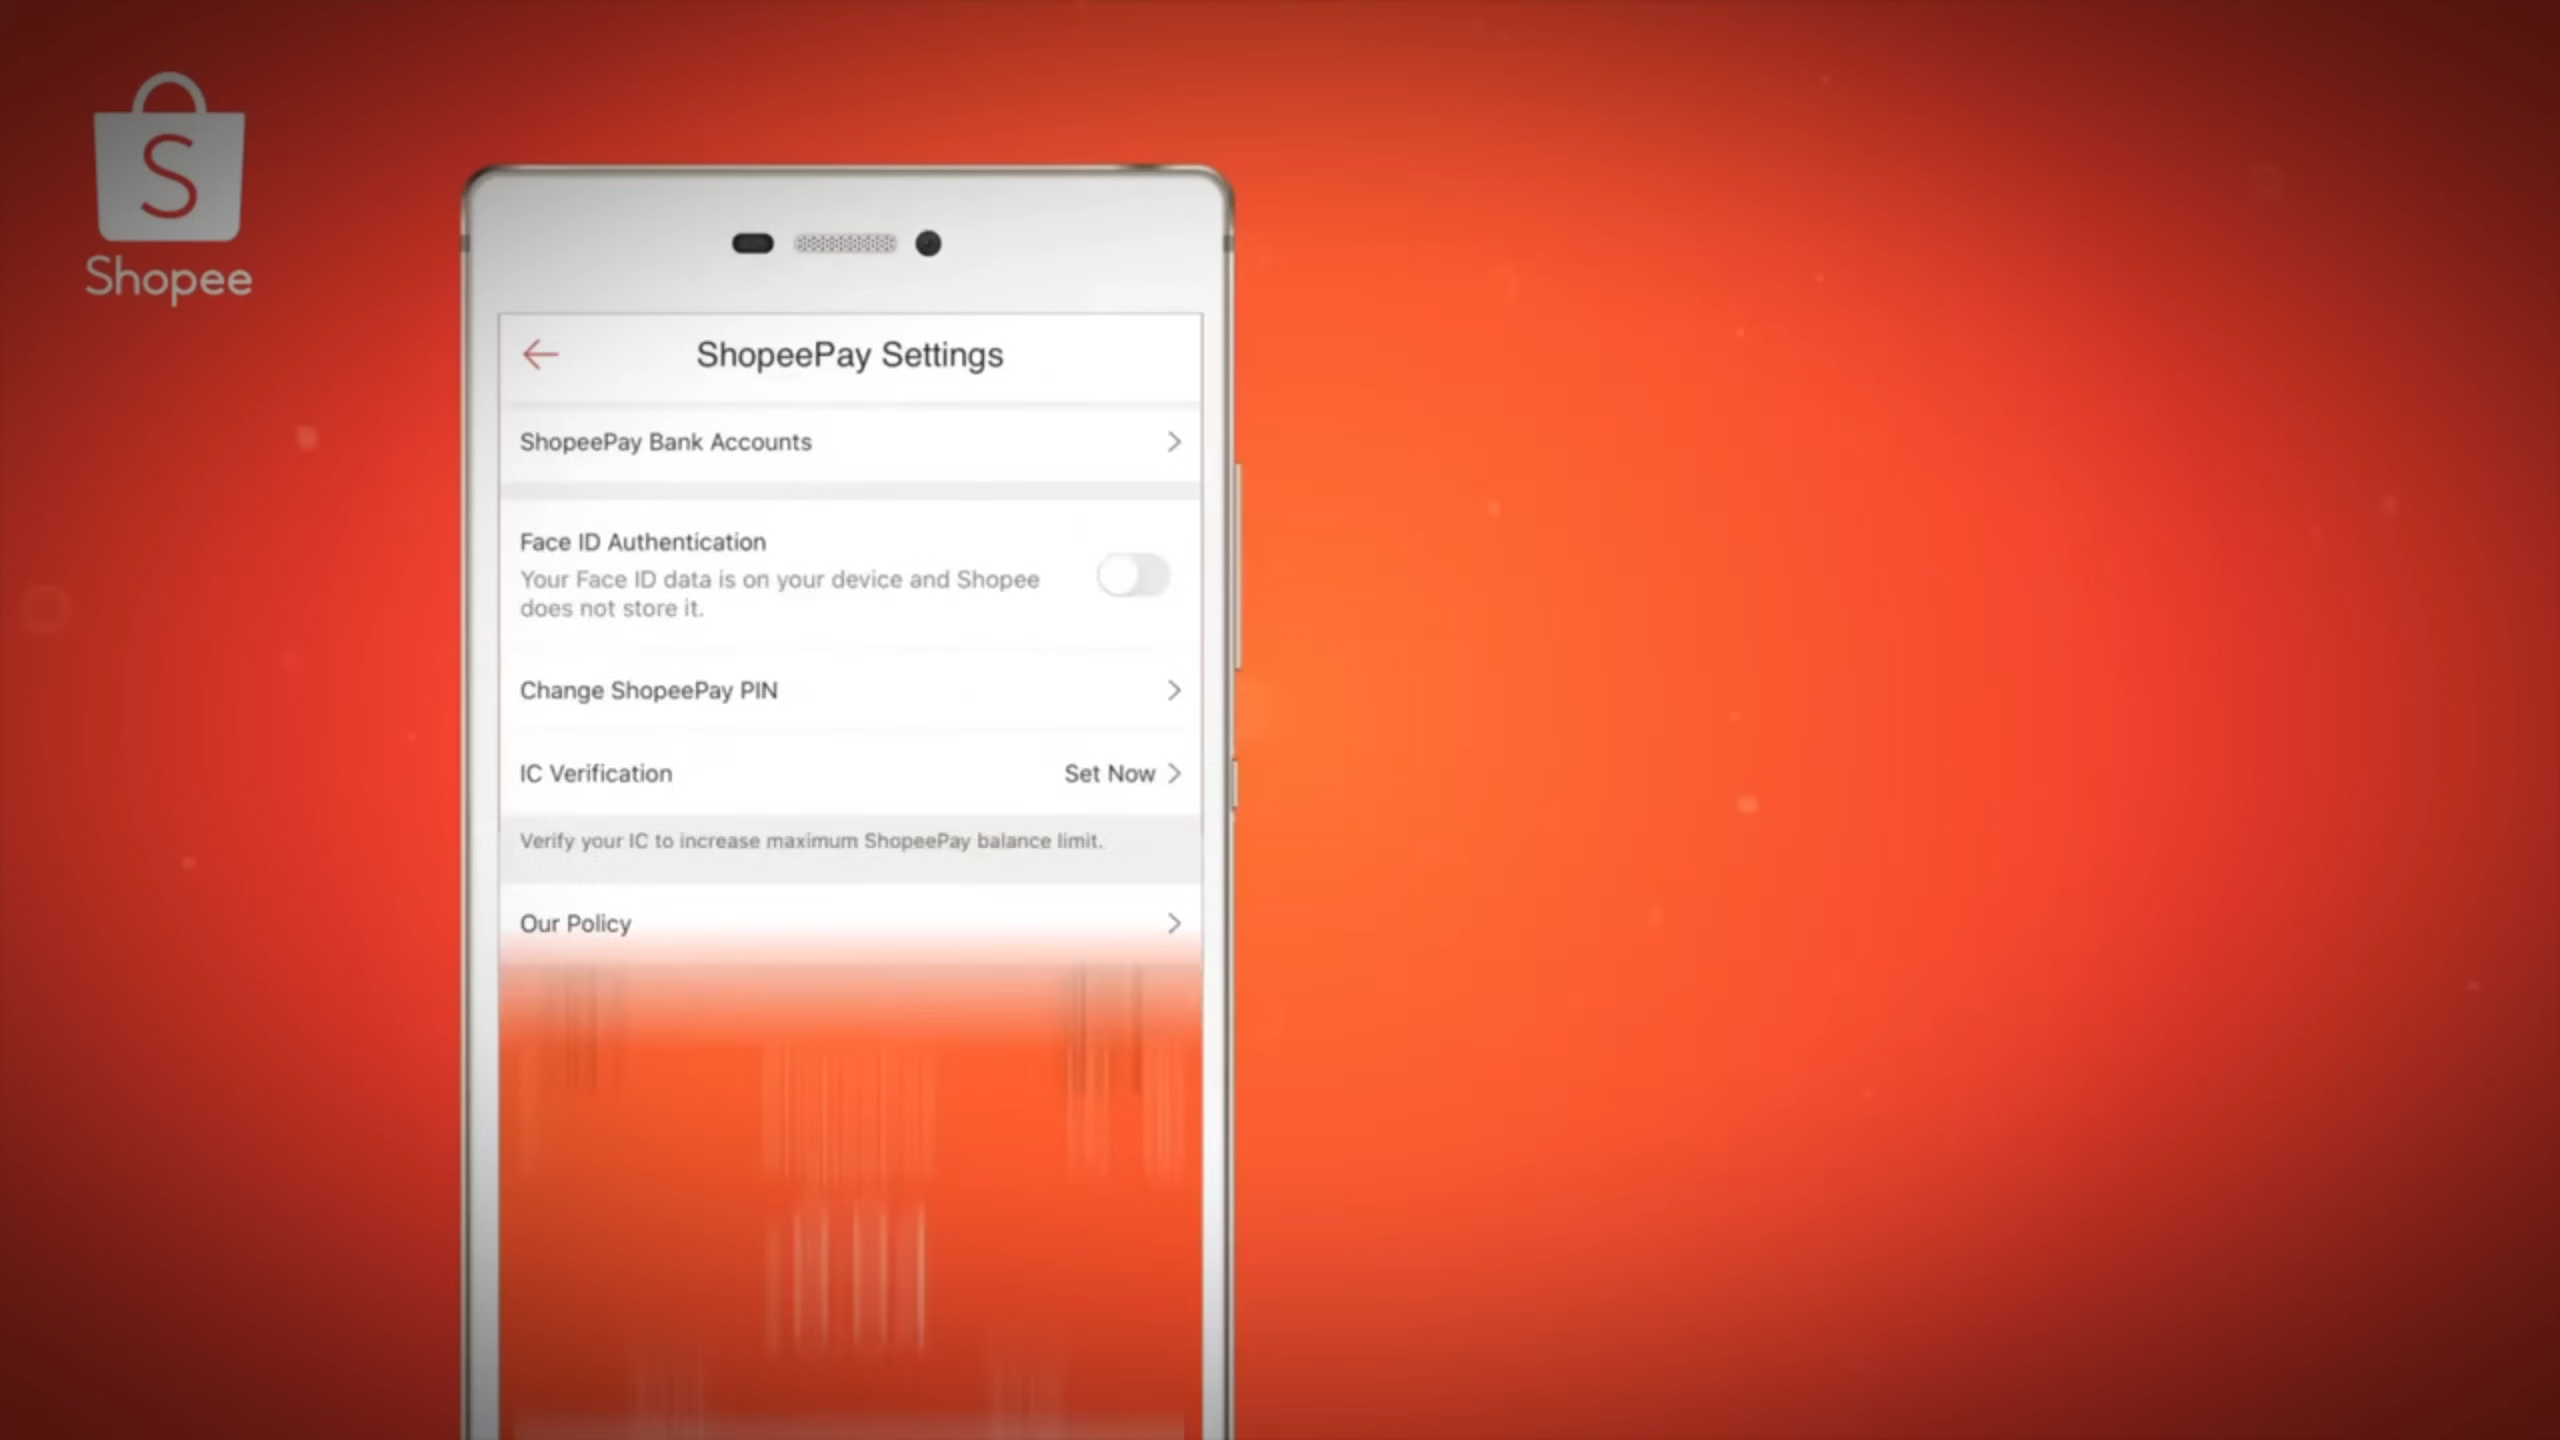 S
Shopee
ShopeePay Settings
ShopeePay Bank Accounts
Face ID Authentication
Your Face ID data is on your device and Shopee
does not store it.
Change ShopeePay PIN
IC Verification
Set Now
Verify your IC to increase maximum ShopeePay balance limit.
Our Policy